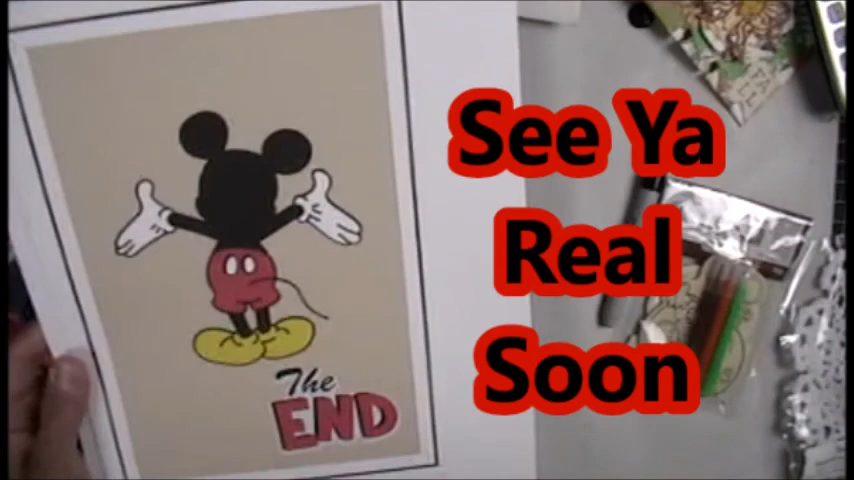 The
END
See Ya
Real
Soon